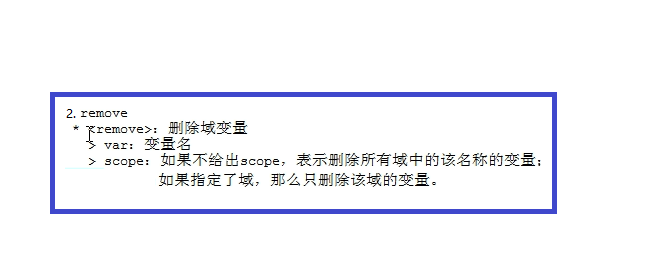 2. remove
* <remove>: 删除域变量
> var: 变量名
> scope: 如果不给出scope, 表示删除所有域中的该名称的变量;
如果指定了域, 那么只删除该域的变量。